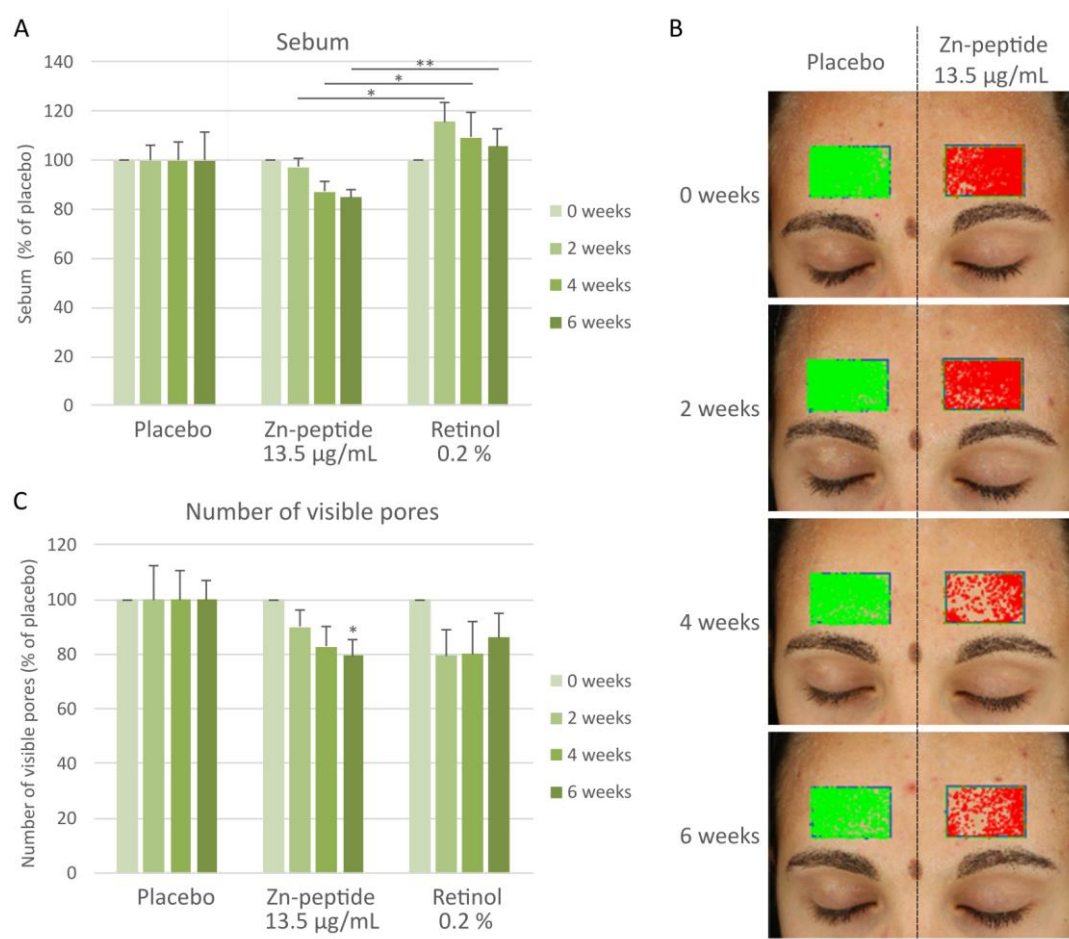 A
Sebum
140
120
100
80
60
40
20
0
Sebum (% of placebo)
**
*
*
Placebo
Zn-peptide
13.5 µg/mL
Retinol
0.2 %
0 weeks
2 weeks
4 weeks
6 weeks
B
Placebo
Zn-peptide
13.5 µg/mL
0 weeks
2 weeks
4 weeks
6 weeks
C
Number of visible pores
120
100
80
60
40
20
0
Number of visible pores (% of placebo)
*
Placebo
Zn-peptide
13.5 µg/mL
Retinol
0.2 %
0 weeks
2 weeks
4 weeks
6 weeks